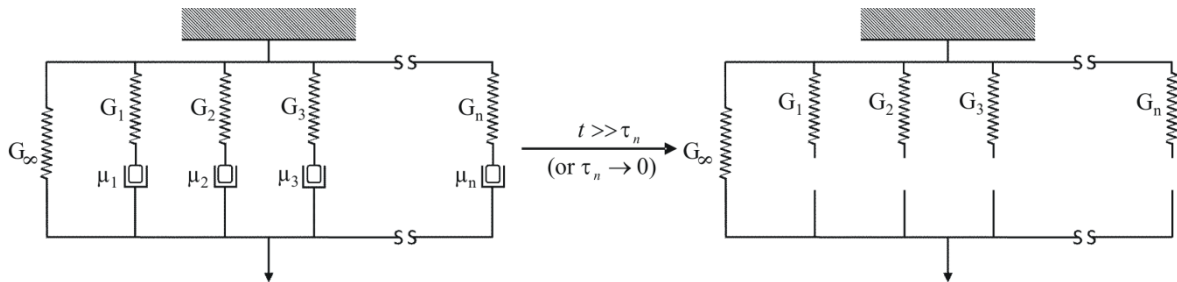 S S
S S
G₁ G₂ G₃ Gₙ
G₁ G₂ G₃ Gₙ
t >> τₙ
G∞
G∞
(or τₙ → 0)
μ₁ μ₂ μ₃ μₙ
S S
S S